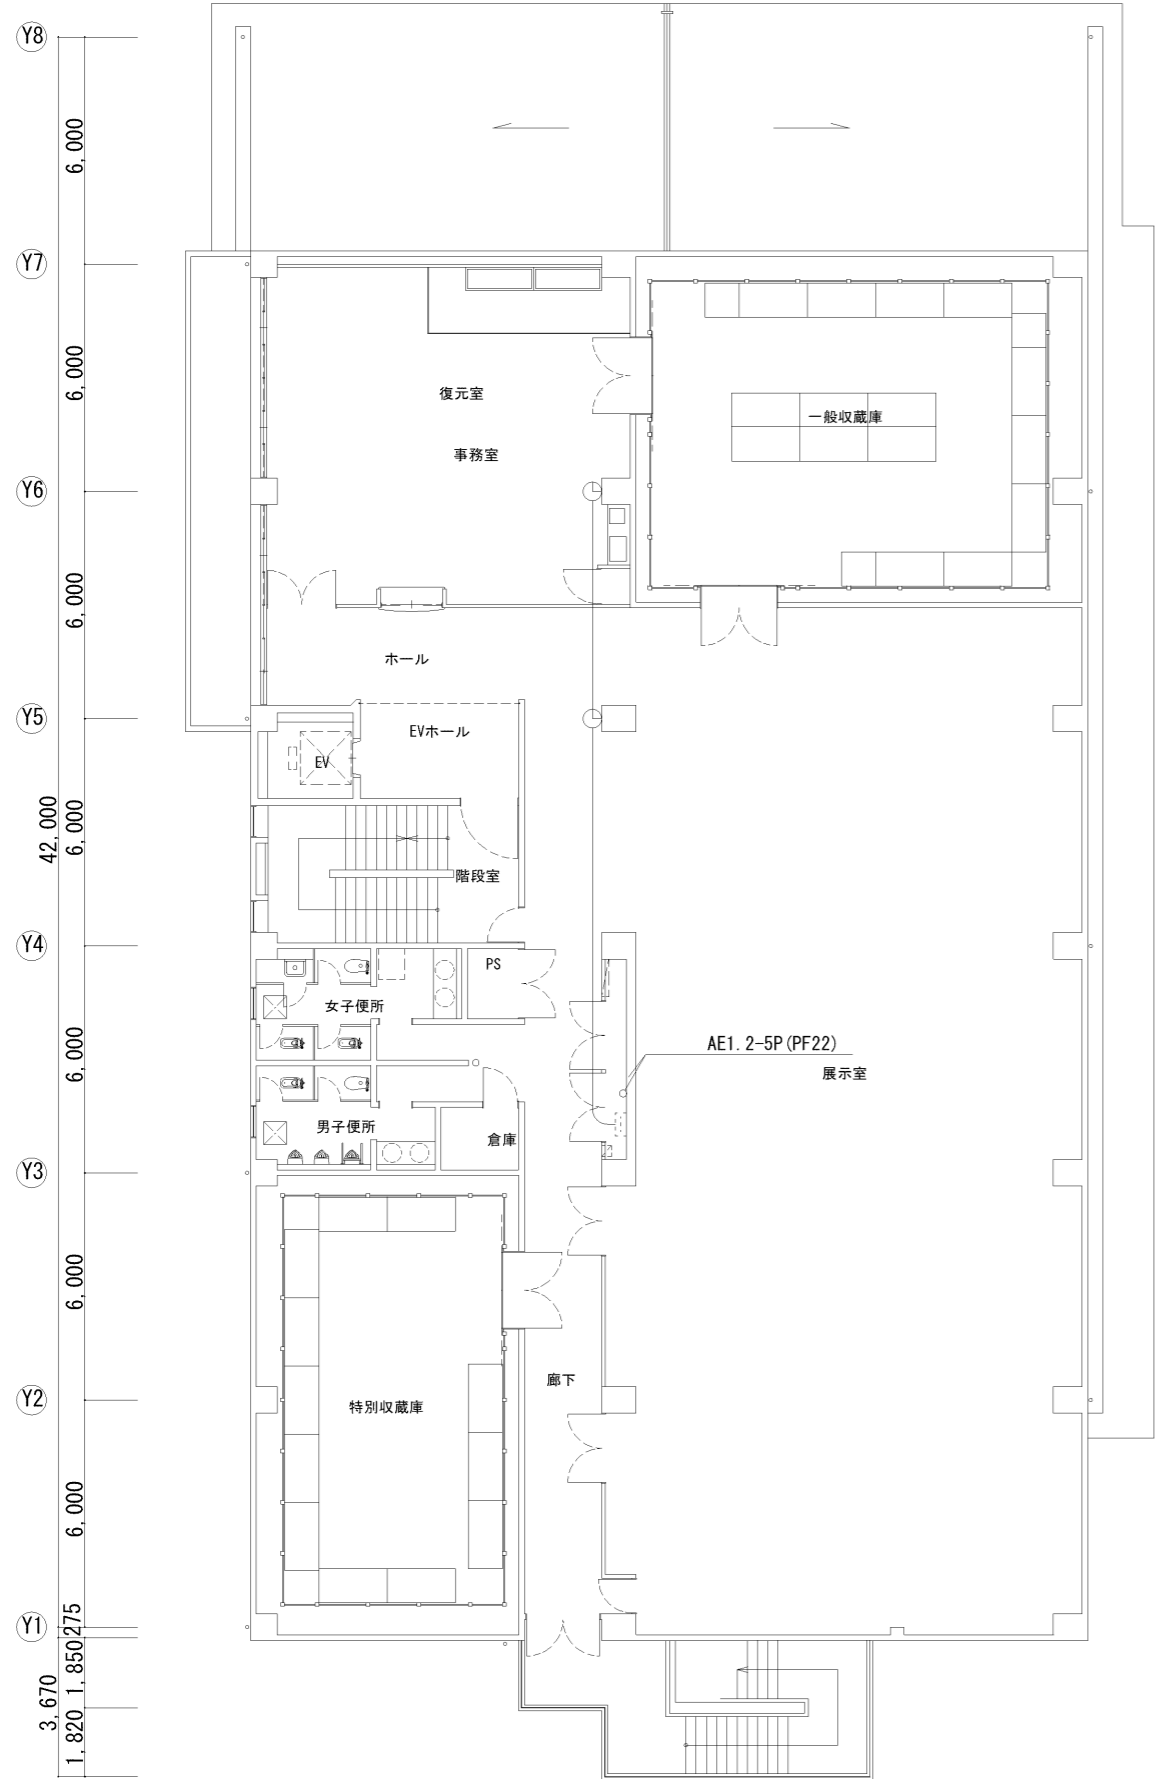 Y8
6,000
Y7
6,000
復元室
一般収蔵庫
事務室
Y6
6,000
ホール
Y5
EVホール
EV
42,000
6,000
階段室
Y4
PS
女子便所
AE1.2-5P(PF22)
6,000
展示室
男子便所
倉庫
Y3
6,000
廊下
Y2
特別収蔵庫
6,000
Y1
275
1,850
3,670
1,820